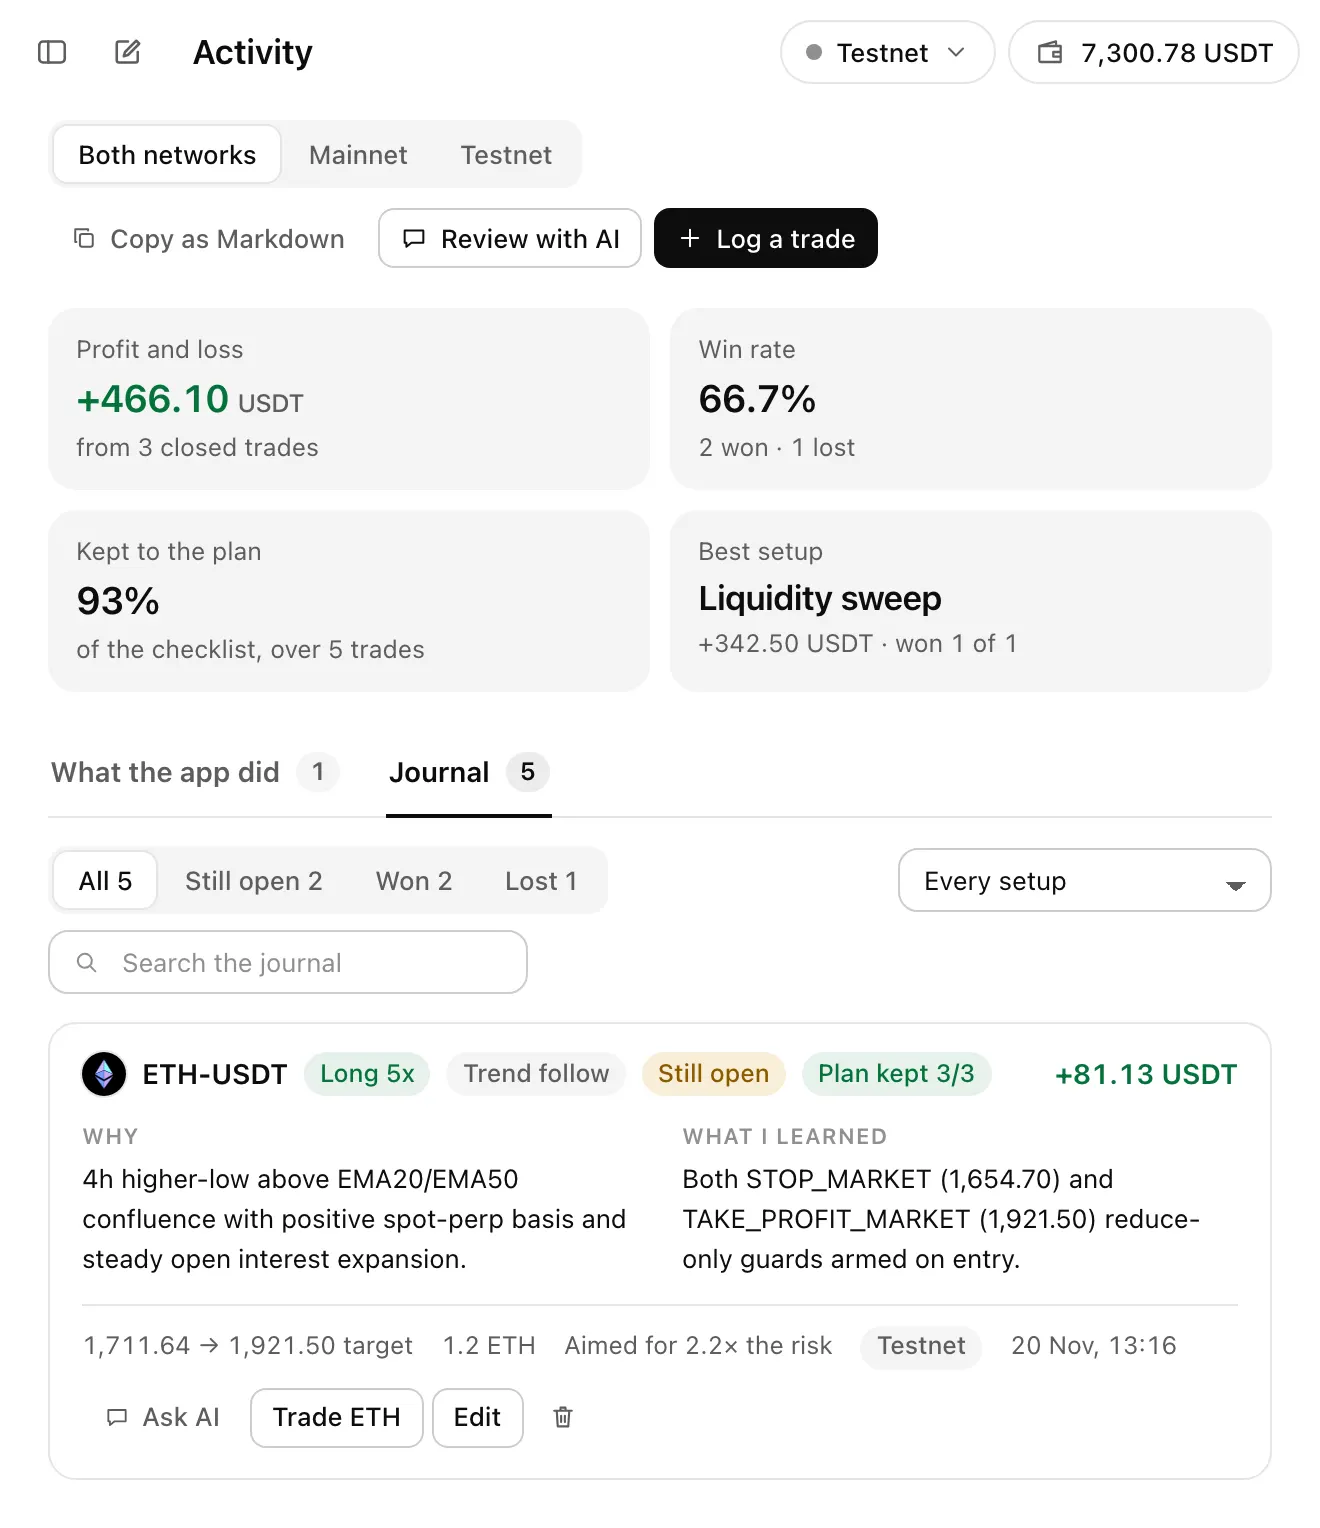 Activity
Testnet
7,300.78 USDT
Both networks
Mainnet
Testnet
Copy as Markdown
Review with AI
+ Log a trade
Profit and loss
+466.10 USDT
from 3 closed trades
Win rate
66.7%
2 won · 1 lost
Kept to the plan
93%
of the checklist, over 5 trades
Best setup
Liquidity sweep
+342.50 USDT · won 1 of 1
What the app did 1
Journal 5
All 5
Still open 2
Won 2
Lost 1
Every setup
Search the journal
ETH-USDT
Long 5x
Trend follow
Still open
Plan kept 3/3
+81.13 USDT
WHY
4h higher-low above EMA20/EMA50
confluence with positive spot-perp basis and
steady open interest expansion.
WHAT I LEARNED
Both STOP_MARKET (1,654.70) and
TAKE_PROFIT_MARKET (1,921.50) reduce-
only guards armed on entry.
1,711.64 → 1,921.50 target
1.2 ETH
Aimed for 2.2× the risk
Testnet
20 Nov, 13:16
Ask AI
Trade ETH
Edit